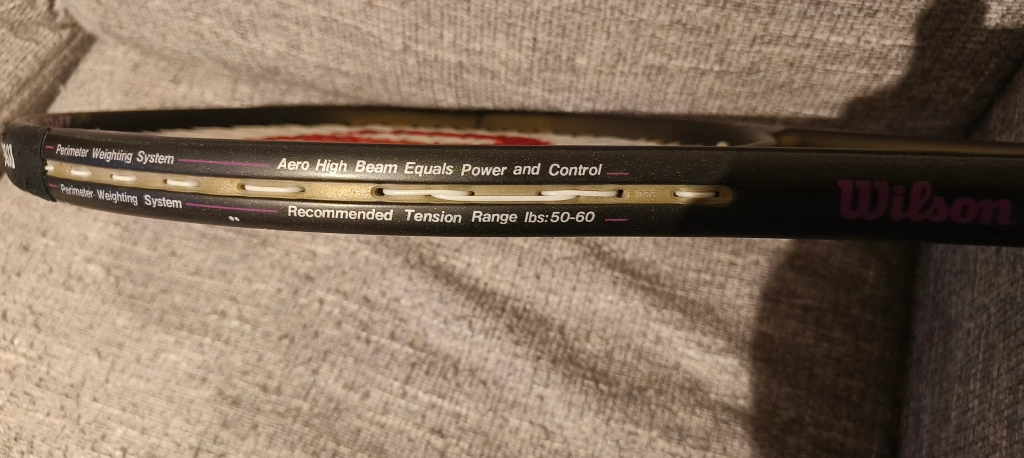 Perimeter Weighting System
Aero High Beam Equals Power and Control
Perimeter Weighting System
Recommended Tension Range lbs: 50-60
Wilson